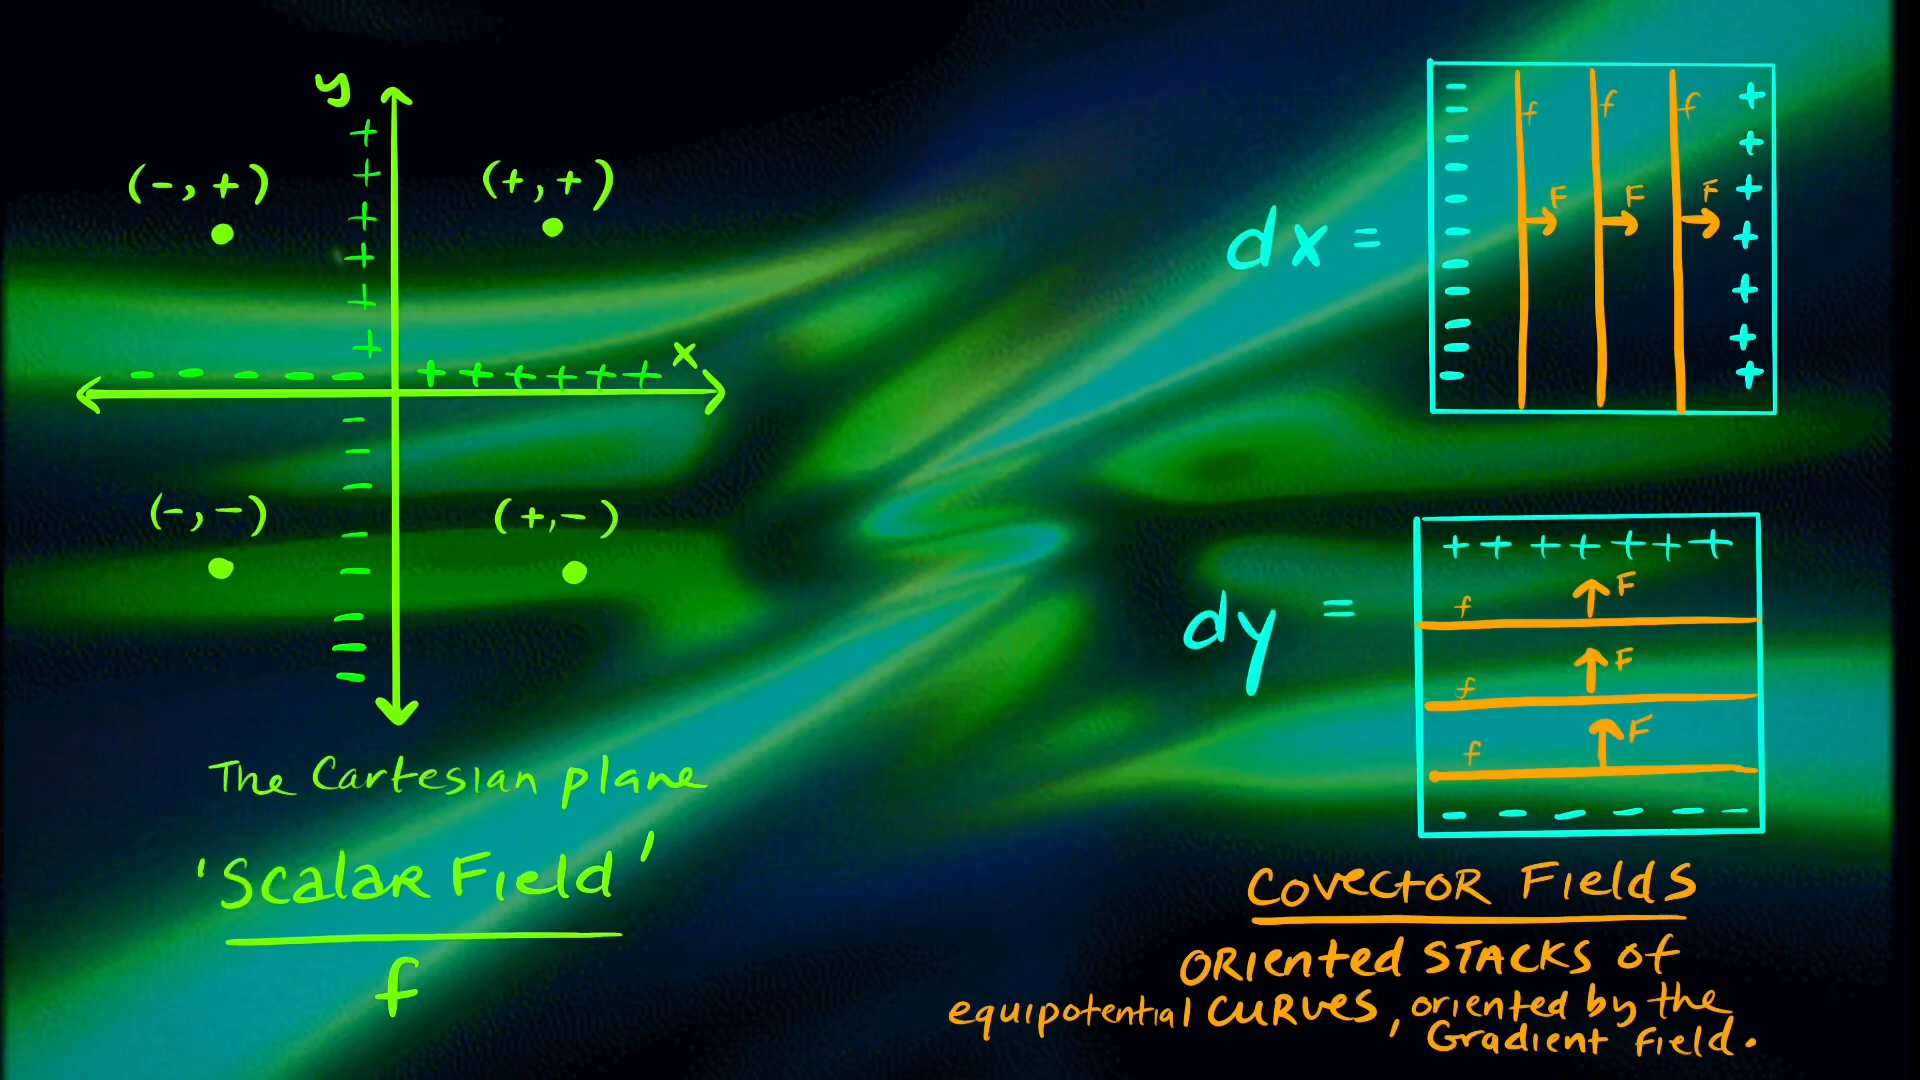 y
+
+
(-,+)
(+,+)
+
+
+
+
- - - - -
+ + + + + +
x
-
-
-
(-,-)
(+,-)
-
-
-
-
-
The Cartesian plane
'Scalar Field'
f
dx =
- - - - - - - - - - -
f f f
F F F
+ + + + + + +
dy =
+ + + + + + +
f F
f F
f F
- - - - - -
Covector Fields
Oriented STACKS of
equipotential CURVES, oriented by the
Gradient Field.